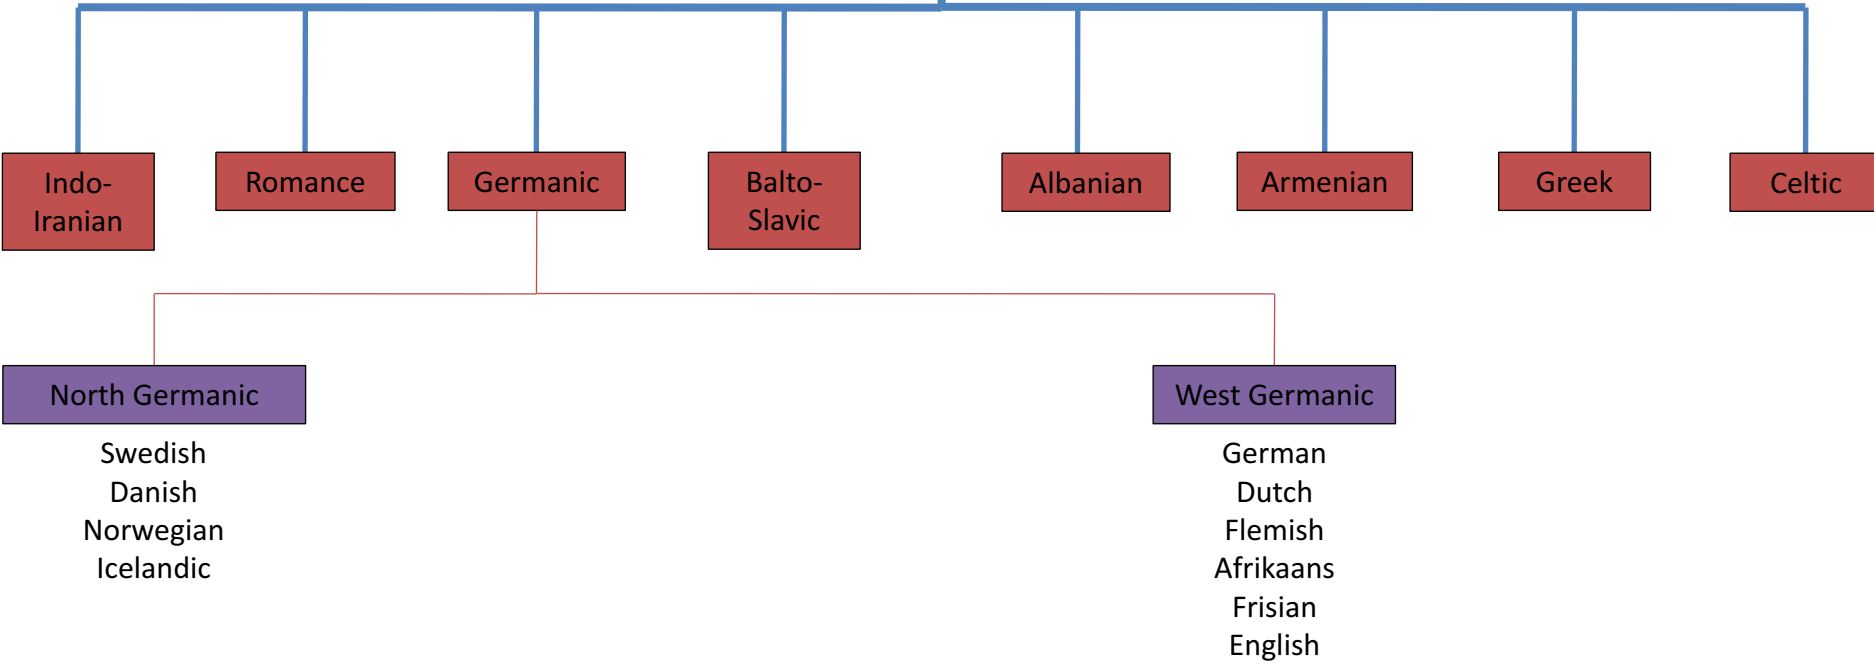 Indo-
Iranian
Romance
Germanic
Balto-
Slavic
Albanian
Armenian
Greek
Celtic
North Germanic
Swedish
Danish
Norwegian
Icelandic
West Germanic
German
Dutch
Flemish
Afrikaans
Frisian
English